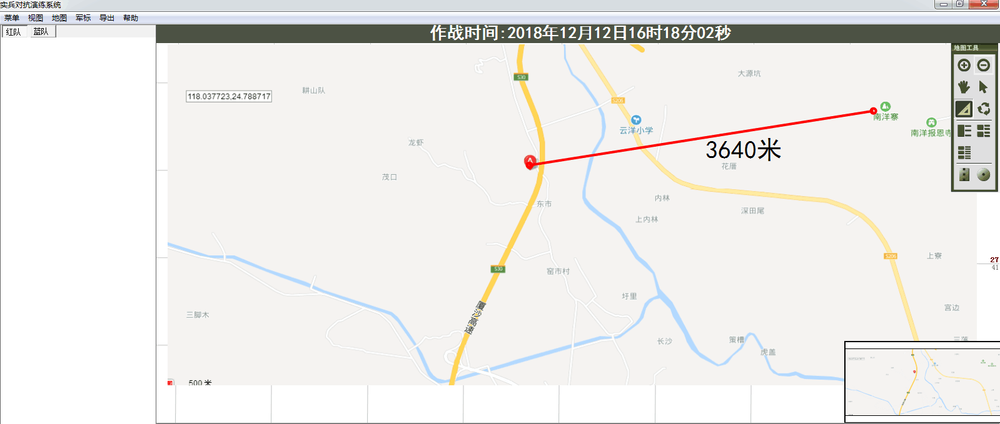 实兵对抗演练系统
菜单 视图 地图 军标 导出 帮助
红队 蓝队
作战时间:2018年12月12日16时18分02秒
地图工具
S30
大源坑
耕山队
118.037723,24.788717
S206
南洋寨
云洋小学
南洋报恩寺
龙虾
3640米
A
花厝
茂口
内林
东市
深田尾
上内林
S206
上寮
27
41
S30
窑市村
圩里
宫边
三脚木
厦沙高速
长沙
策槽
三落
虎盖
500 米